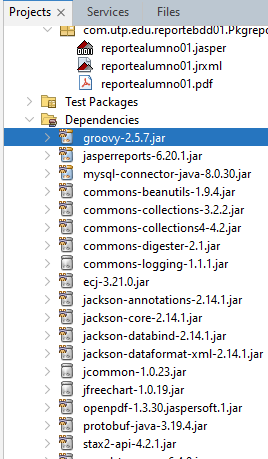 Projects × Services Files
com.utp.edu.reportebdd01.Pkgrepo
reportealumno01.jasper
reportealumno01.jrxml
reportealumno01.pdf
Test Packages
Dependencies
groovy-2.5.7.jar
jasperreports-6.20.1.jar
mysql-connector-java-8.0.30.jar
commons-beanutils-1.9.4.jar
commons-collections-3.2.2.jar
commons-collections4-4.2.jar
commons-digester-2.1.jar
commons-logging-1.1.1.jar
ecj-3.21.0.jar
jackson-annotations-2.14.1.jar
jackson-core-2.14.1.jar
jackson-databind-2.14.1.jar
jackson-dataformat-xml-2.14.1.jar
jcommon-1.0.23.jar
jfreechart-1.0.19.jar
openpdf-1.3.30.jaspersoft.1.jar
protobuf-java-3.19.4.jar
stax2-api-4.2.1.jar